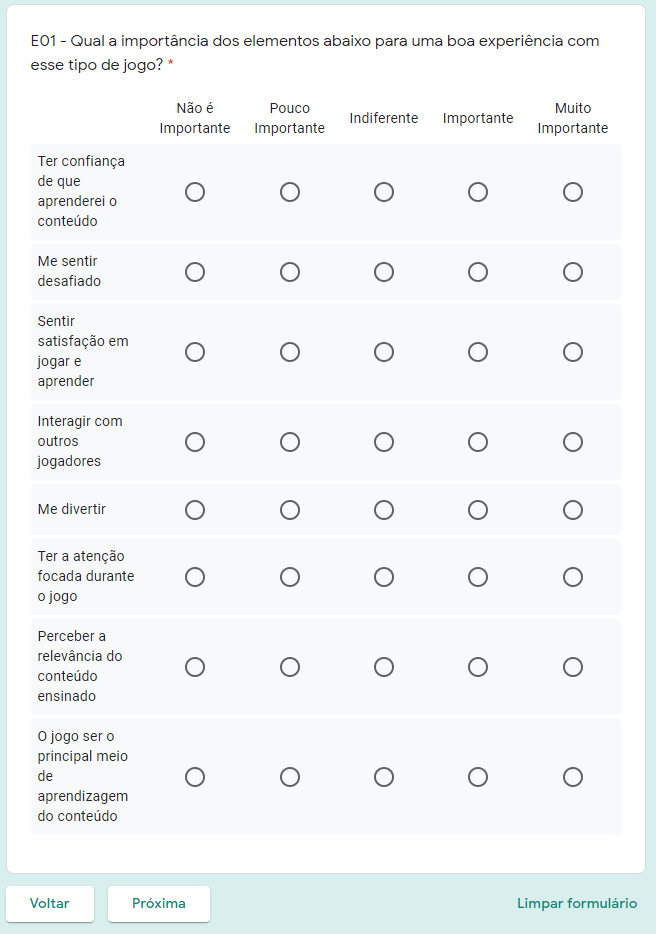 E01 - Qual a importância dos elementos abaixo para uma boa experiência com
esse tipo de jogo? *
Não é
Importante
Pouco
Importante
Indiferente
Importante
Muito
Importante
Ter confiança
de que
aprenderei o
conteúdo
Me sentir
desafiado
Sentir
satisfação em
jogar e
aprender
Interagir com
outros
jogadores
Me divertir
Ter a atenção
focada durante
o jogo
Perceber a
relevância do
conteúdo
ensinado
O jogo ser o
principal meio
de
aprendizagem
do conteúdo
Voltar
Próxima
Limpar formulário